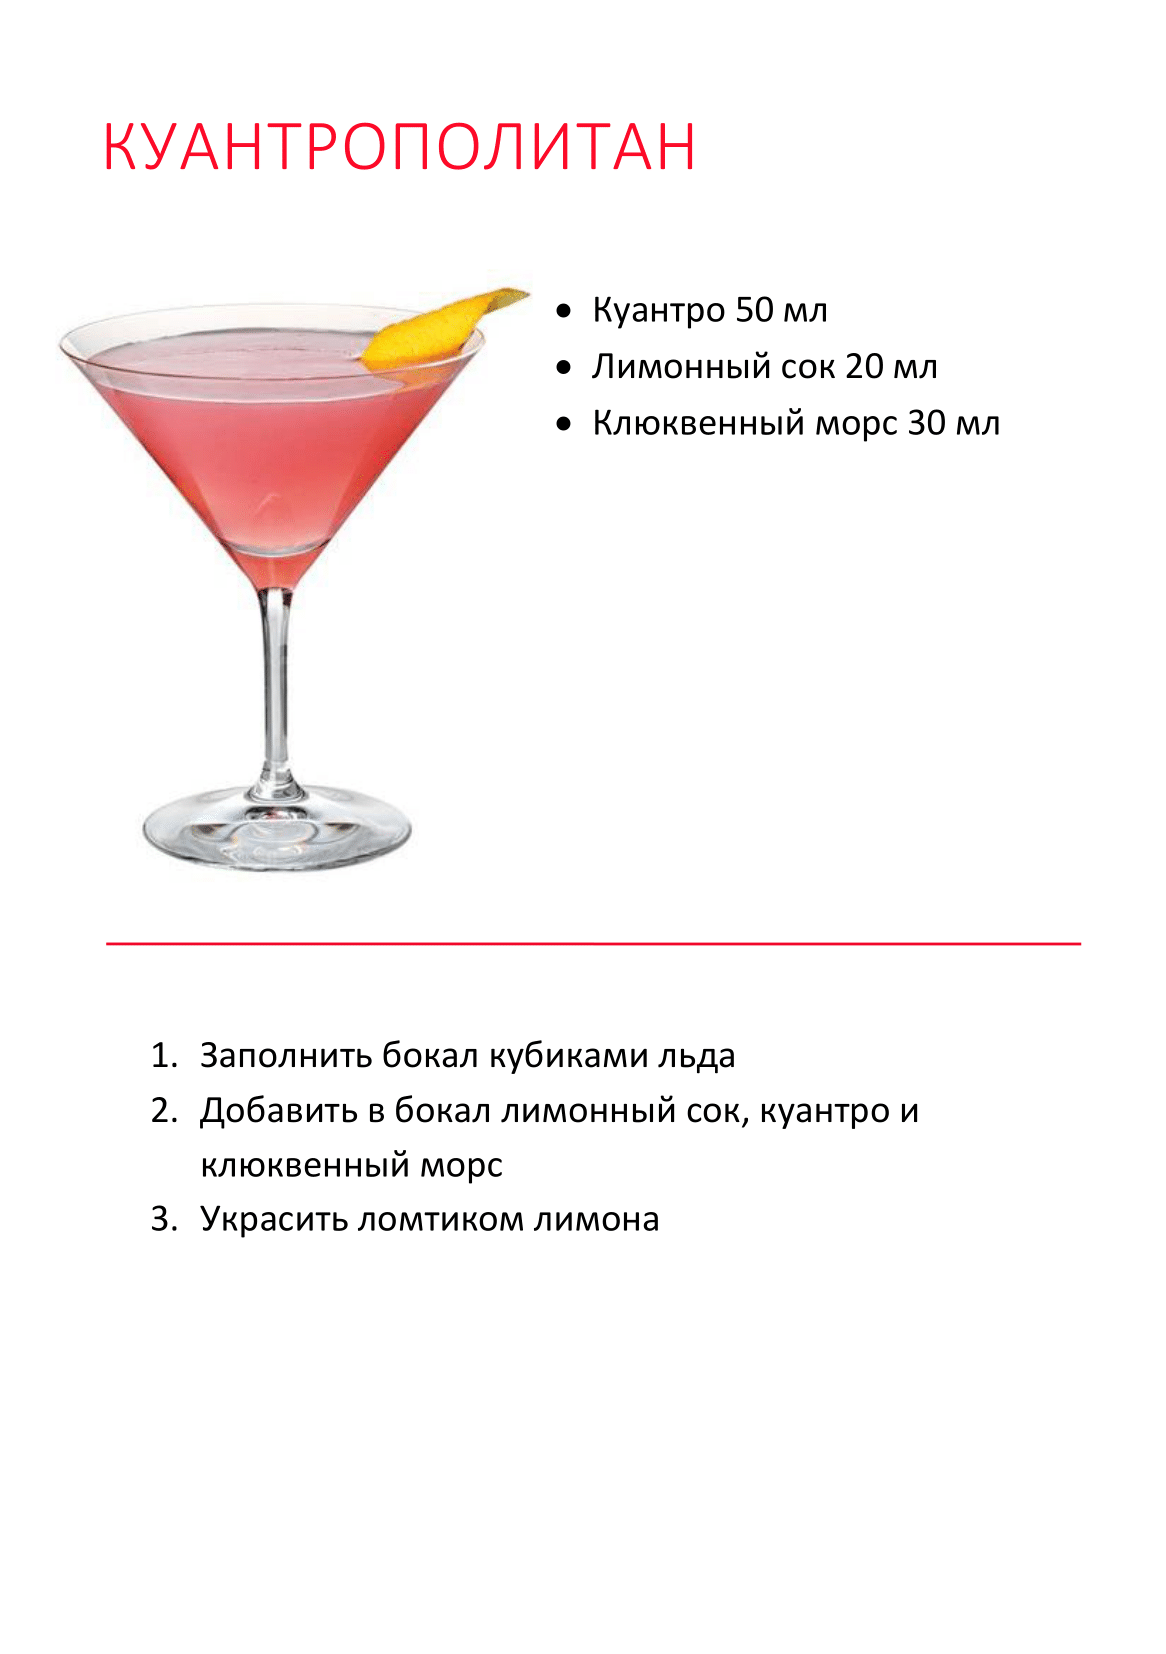 КУАНТРОПОЛИТАН
• Куантро 50 мл
• Лимонный сок 20 мл
• Клюквенный морс 30 мл
1. Заполнить бокал кубиками льда
2. Добавить в бокал лимонный сок, куантро и
клюквенный морс
3. Украсить ломтиком лимона